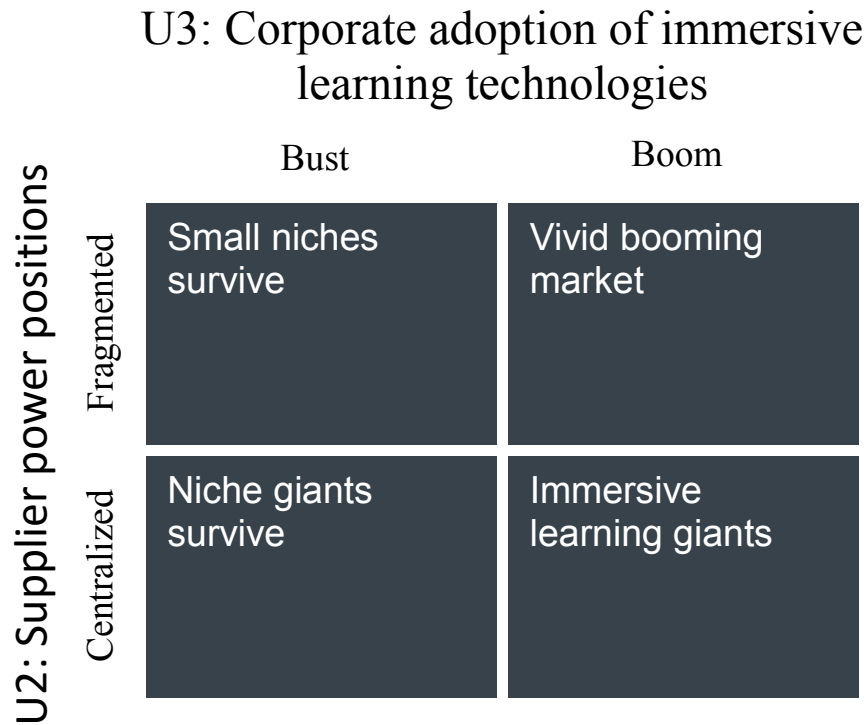 U3: Corporate adoption of immersive
learning technologies
Bust
Boom
U2: Supplier power positions
Fragmented
Small niches
survive
Vivid booming
market
Centralized
Niche giants
survive
Immersive
learning giants